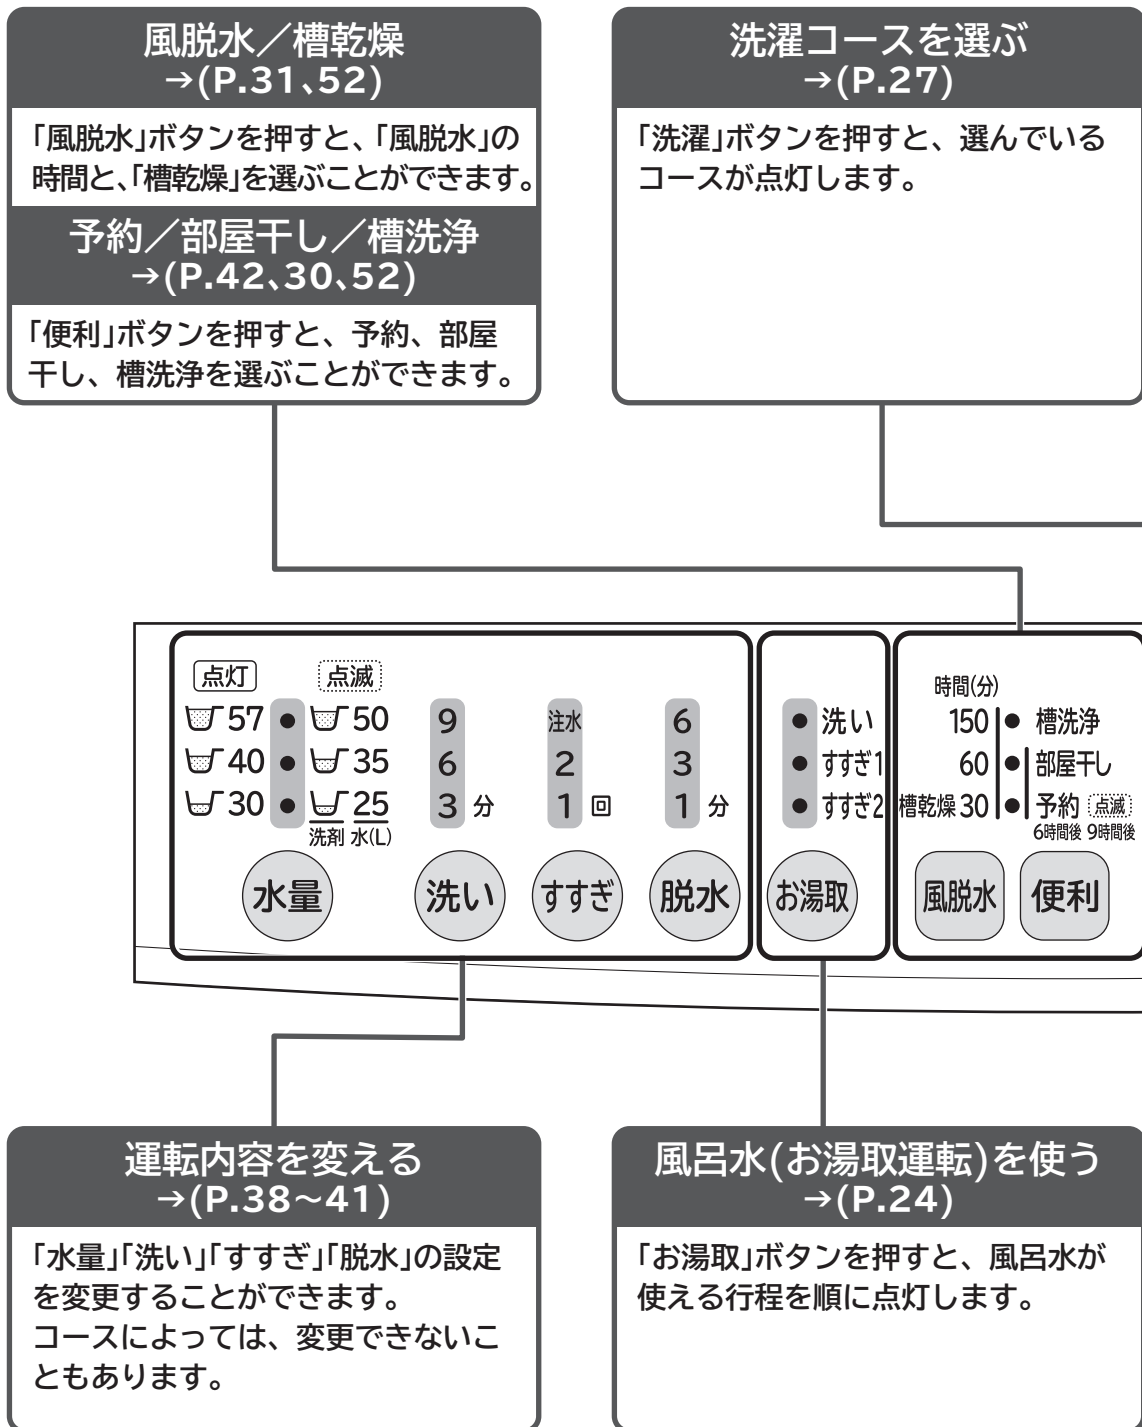 風脱水／槽乾燥
→(P.31、52)
「風脱水」ボタンを押すと、「風脱水」の
時間と、「槽乾燥」を選ぶことができます。
予約／部屋干し／槽洗浄
→(P.42、30、52)
「便利」ボタンを押すと、予約、部屋
干し、槽洗浄を選ぶことができます。
洗濯コースを選ぶ
→(P.27)
「洗濯」ボタンを押すと、選んでいる
コースが点灯します。
点灯 点滅
57 50 9 注水 6 洗い
40 35 6 2 3 すすぎ1
30 25 3 分 1 回 1 分 すすぎ2
洗剤 水(L)
水量 洗い すすぎ 脱水 お湯取
時間(分)
150 槽洗浄
60 部屋干し
槽乾燥 30 予約 点滅
6時間後 9時間後
風脱水 便利
運転内容を変える
→(P.38～41)
「水量」「洗い」「すすぎ」「脱水」の設定
を変更することができます。
コースによっては、変更できないこ
ともあります。
風呂水(お湯取運転)を使う
→(P.24)
「お湯取」ボタンを押すと、風呂水が
使える行程を順に点灯します。